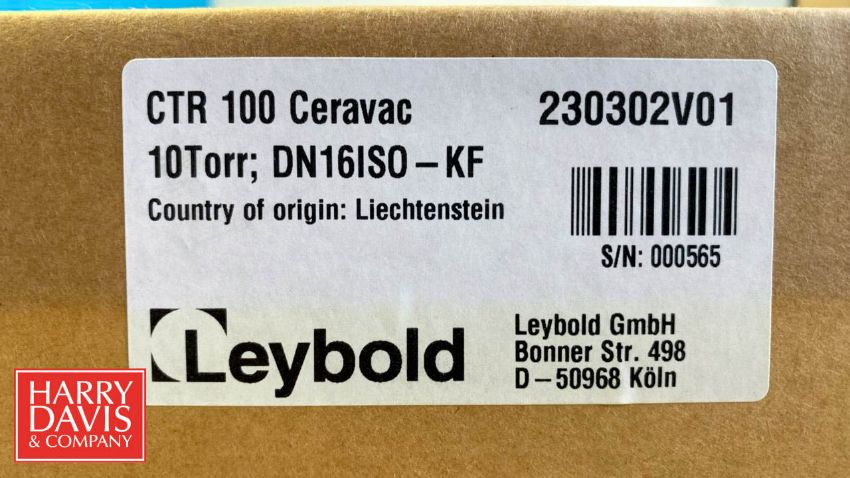 CTR 100 Ceravac 230302V01
10Torr; DN16ISO – KF
Country of origin: Liechtenstein
S/N: 000565
Leybold
Leybold GmbH
Bonner Str. 498
D – 50968 Köln
HARRY
DAVIS
& COMPANY